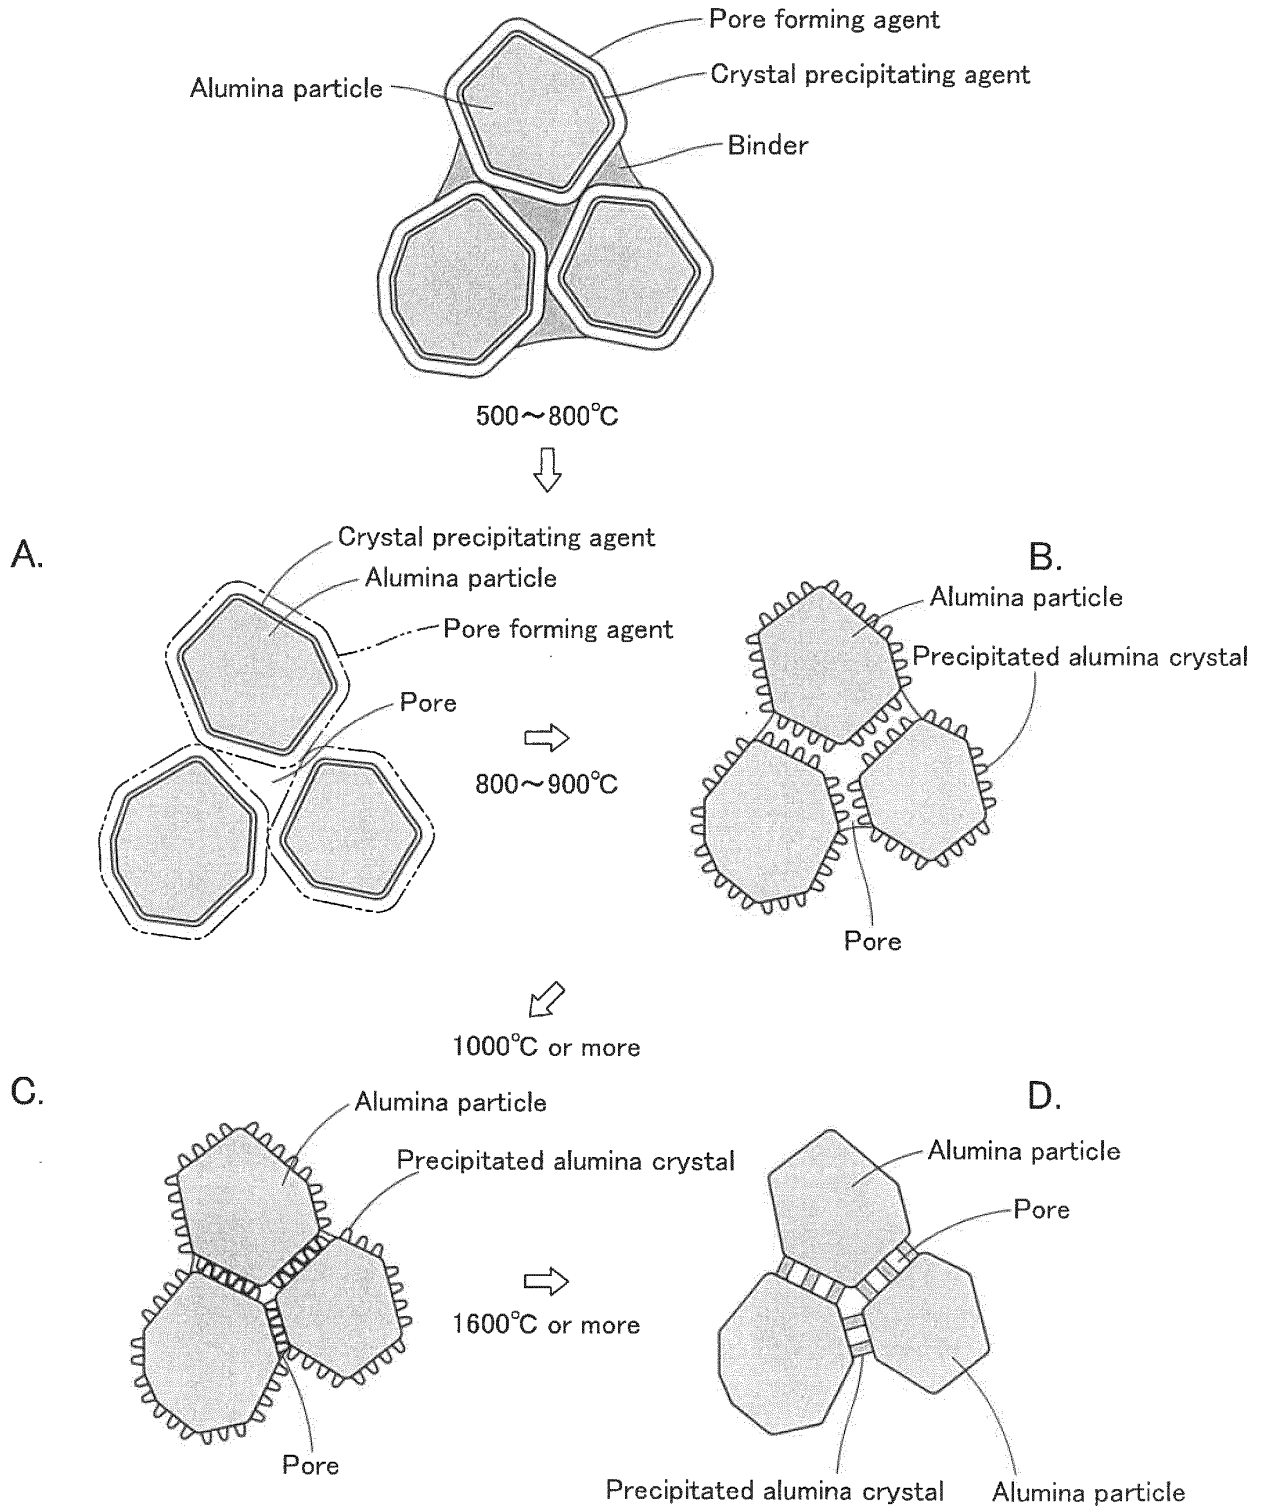 Pore forming agent
Alumina particle
Crystal precipitating agent
Binder
500～800℃
A.
Crystal precipitating agent
Alumina particle
Pore forming agent
Pore
800～900℃
B.
Alumina particle
Precipitated alumina crystal
Pore
1000℃ or more
C.
Alumina particle
Precipitated alumina crystal
Pore
1600℃ or more
D.
Alumina particle
Pore
Precipitated alumina crystal
Alumina particle